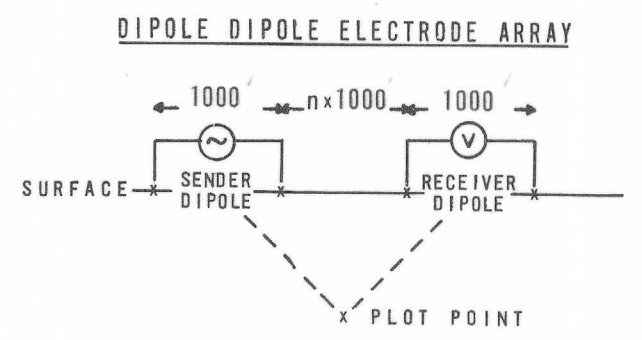 DIPOLE DIPOLE ELECTRODE ARRAY
1000' n x 1000 1000'
~ V
SURFACE x SENDER x x RECEIVER x
DIPOLE DIPOLE
x PLOT POINT